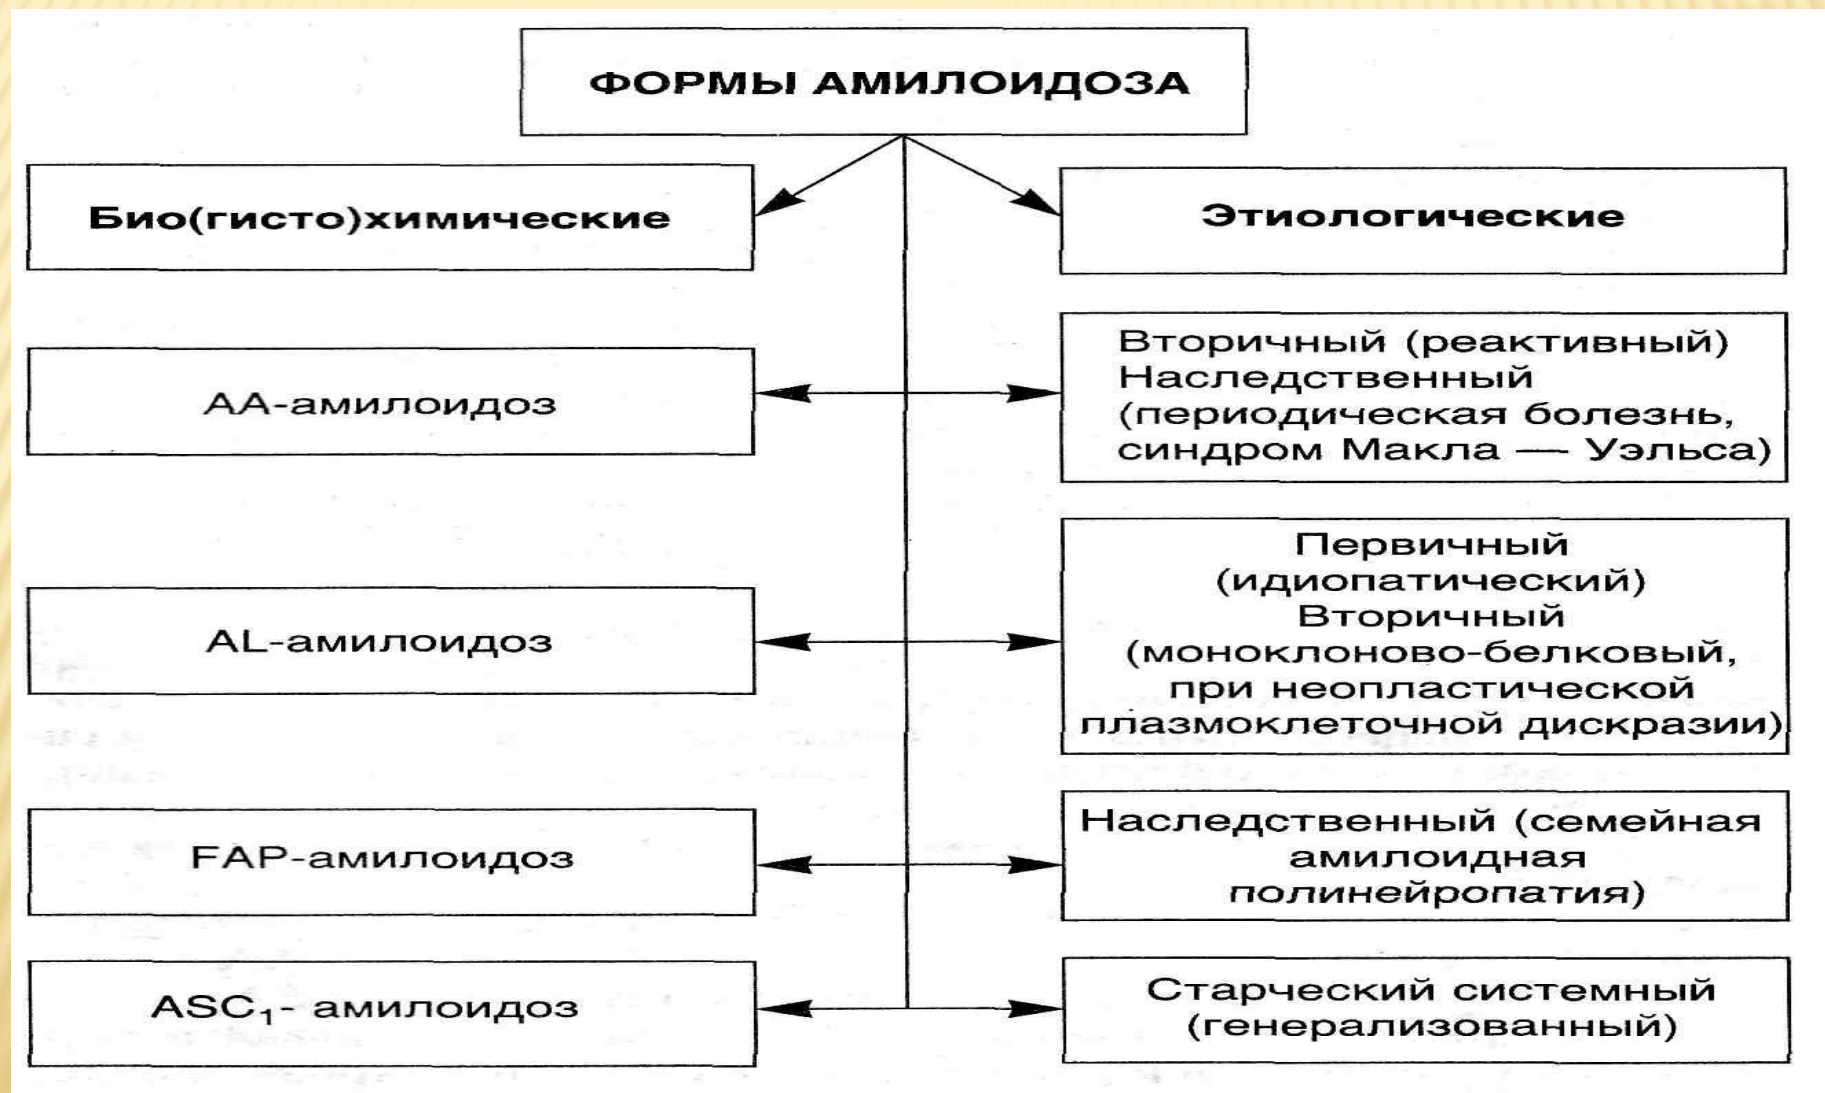 ФОРМЫ АМИЛОИДОЗА
Био(гисто)химические
Этиологические
АА-амилоидоз
Вторичный (реактивный)
Наследственный
(периодическая болезнь,
синдром Макла — Уэльса)
AL-амилоидоз
Первичный
(идиопатический)
Вторичный
(моноклоново-белковый,
при неопластической
плазмоклеточной дискразии)
FAP-амилоидоз
Наследственный (семейная
амилоидная
полинейропатия)
ASC₁- амилоидоз
Старческий системный
(генерализованный)